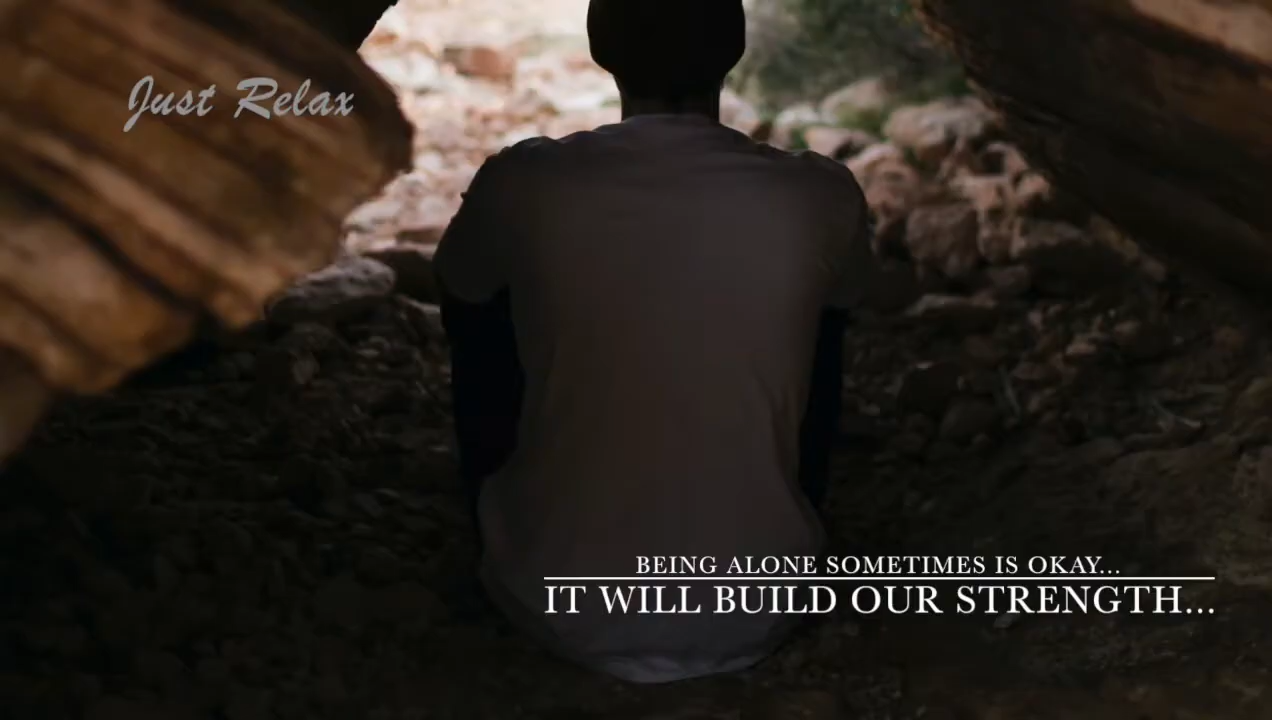 Just Relax
BEING ALONE SOMETIMES IS OKAY...
IT WILL BUILD OUR STRENGTH...